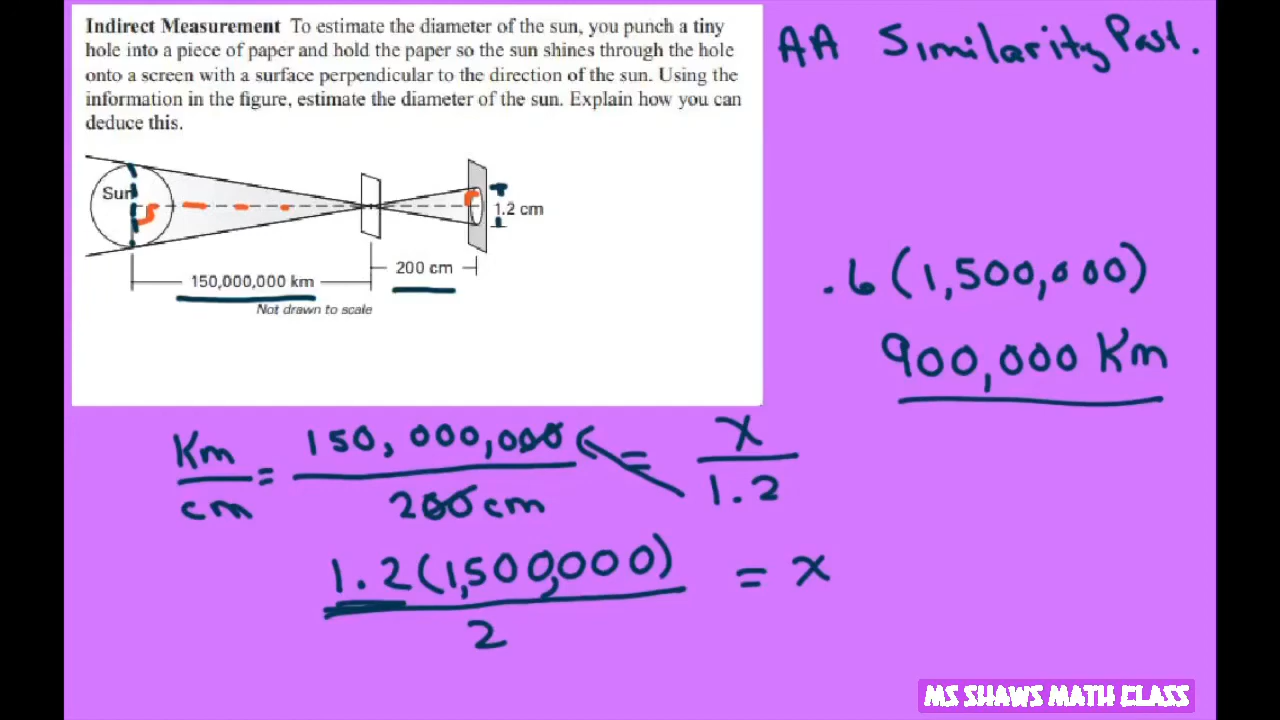 Indirect Measurement To estimate the diameter of the sun, you punch a tiny
hole into a piece of paper and hold the paper so the sun shines through the hole
onto a screen with a surface perpendicular to the direction of the sun. Using the
information in the figure, estimate the diameter of the sun. Explain how you can
deduce this.
AA Similarity Post.
Sun
1.2 cm
200 cm
150,000,000 km
Not drawn to scale
.6 (1,500,000)
900,000 Km
Km/cm = 150,000,000/200cm = x/1.2
1.2(1,500,000)/2 = x
MS SHAWS MATH CLASS